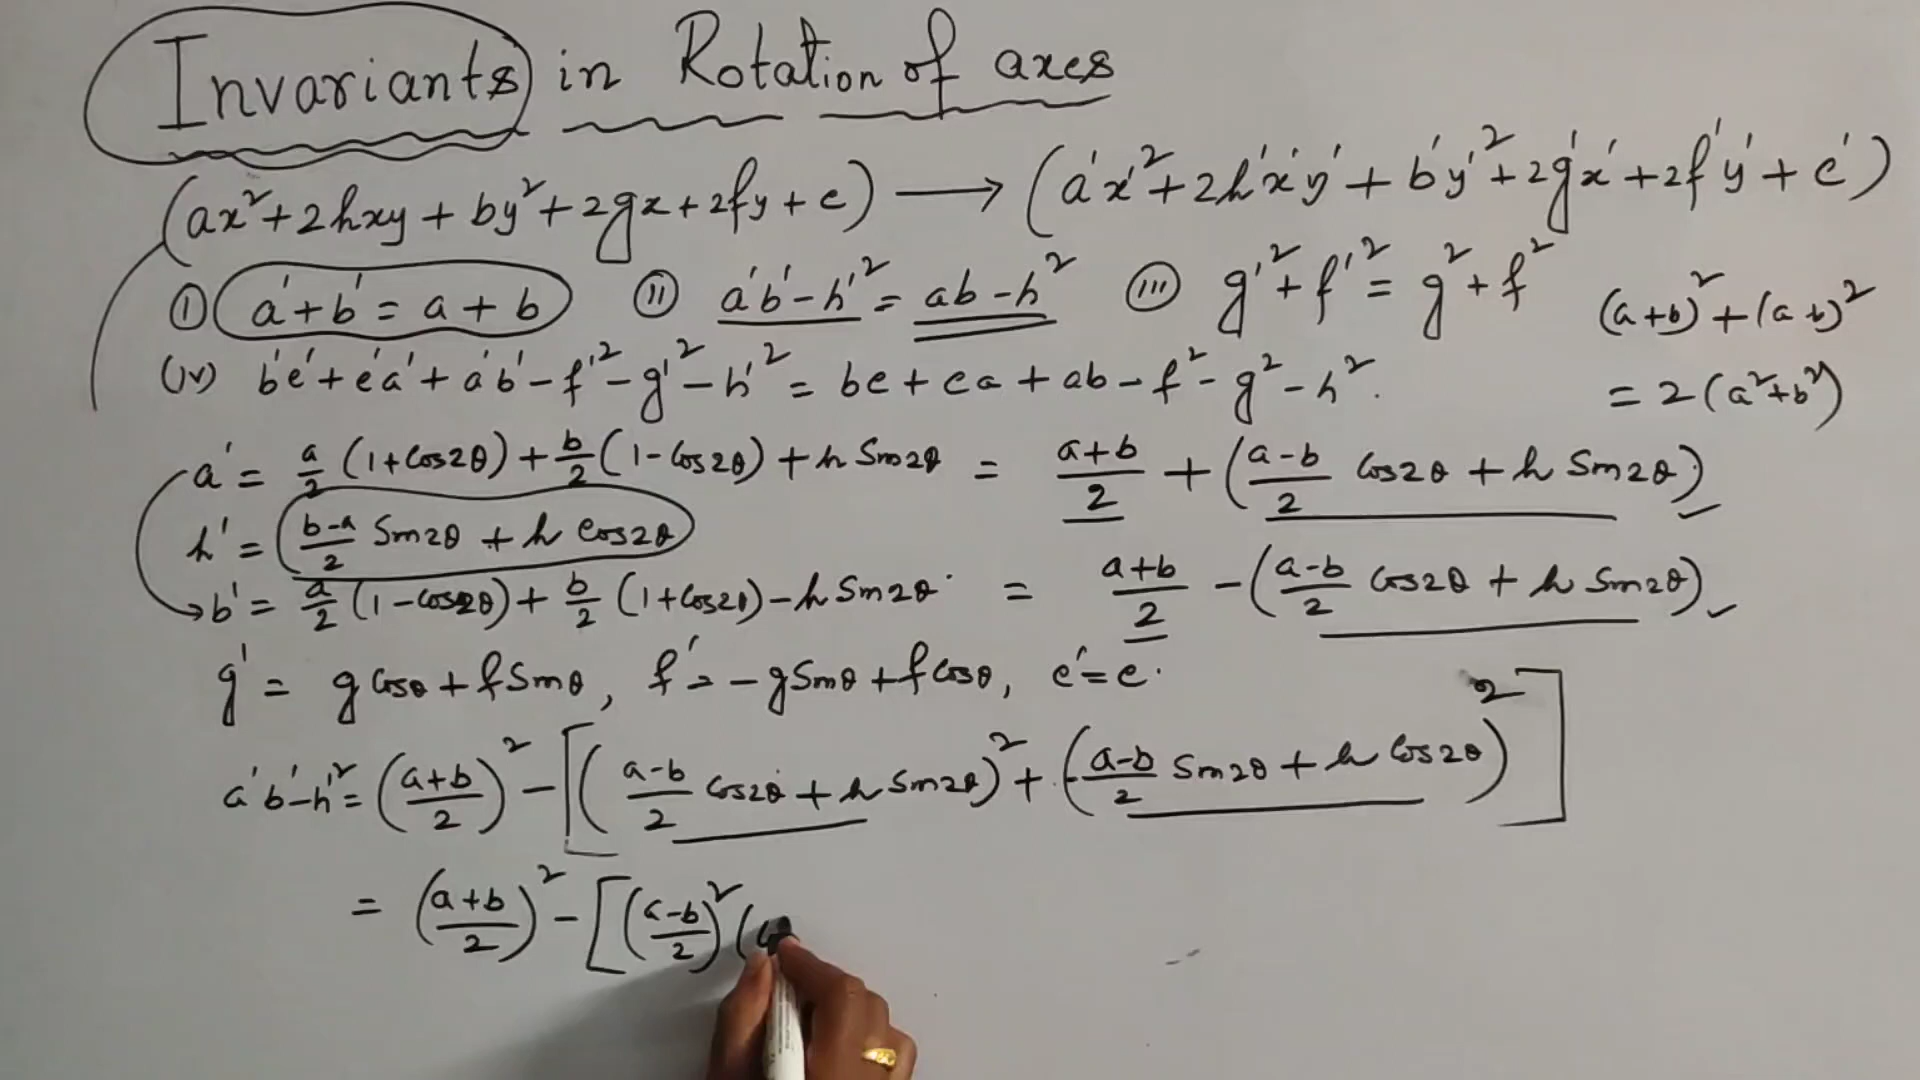 Invariants in Rotation of axes
(ax² + 2hxy + by² + 2gx + 2fy + c) ⟶ (a'x'² + 2h'x'y' + b'y'² + 2g'x' + 2f'y' + c')
(i) a' + b' = a + b (ii) a'b' - h'² = ab - h² (iii) g'² + f'² = g² + f²
(a+b)² + (a-b)²
= 2(a²+b²)
(iv) b'c' + c'a' + a'b' - f'² - g'² - h'² = bc + ca + ab - f² - g² - h².
a' = a/2 (1+Cos2θ) + b/2 (1-Cos2θ) + h Sin2θ = (a+b)/2 + ((a-b)/2 Cos2θ + h Sin2θ)
h' = (b-a)/2 Sin2θ + h Cos2θ
b' = a/2 (1-Cos2θ) + b/2 (1+Cos2θ) - h Sin2θ = (a+b)/2 - ((a-b)/2 Cos2θ + h Sin2θ)
g' = g Cosθ + f Sinθ, f' = -g Sinθ + f Cosθ, c' = c.
a'b' - h'² = ((a+b)/2)² - [((a-b)/2 Cos2θ + h Sin2θ)² + (-(a-b)/2 Sin2θ + h Cos2θ)²]
= ((a+b)/2)² - [((a-b)/2)² (